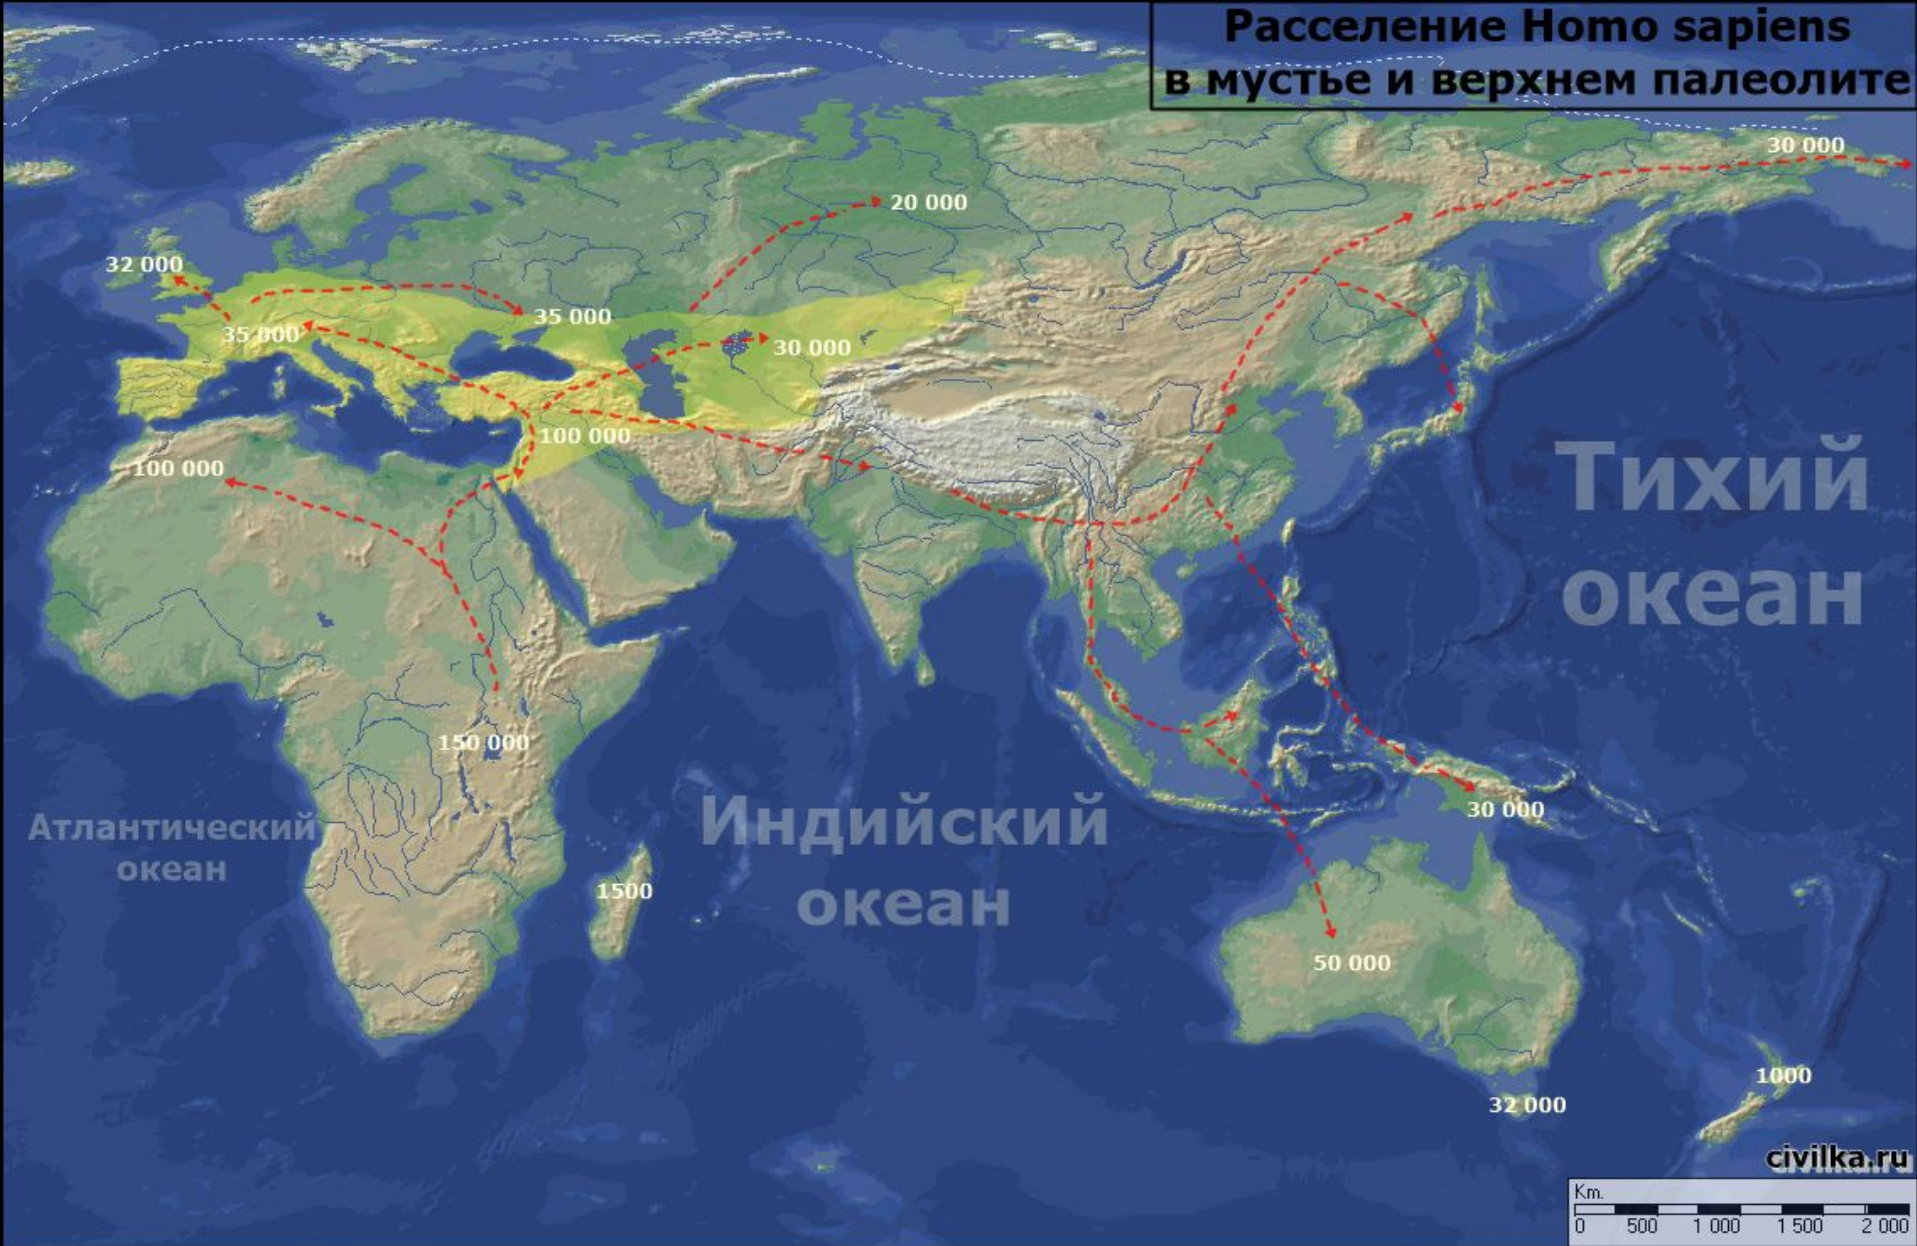 Расселение Homo sapiens
в мустье и верхнем палеолите
30 000
20 000
32 000
35 000
35 000
30 000
100 000
100 000
Тихий
океан
150 000
30 000
Атлантический
океан
Индийский
океан
1500
50 000
1000
32 000
civilka.ru
Km.
0 500 1 000 1 500 2 000